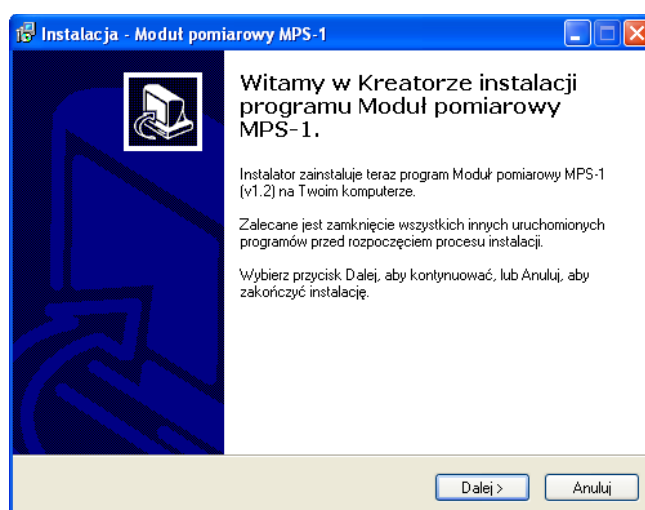 Instalacja - Moduł pomiarowy MPS-1
Witamy w Kreatorze instalacji
programu Moduł pomiarowy
MPS-1.
Instalator zainstaluje teraz program Moduł pomiarowy MPS-1
(v1.2) na Twoim komputerze.
Zalecane jest zamknięcie wszystkich innych uruchomionych
programów przed rozpoczęciem procesu instalacji.
Wybierz przycisk Dalej, aby kontynuować, lub Anuluj, aby
zakończyć instalację.
Dalej > Anuluj